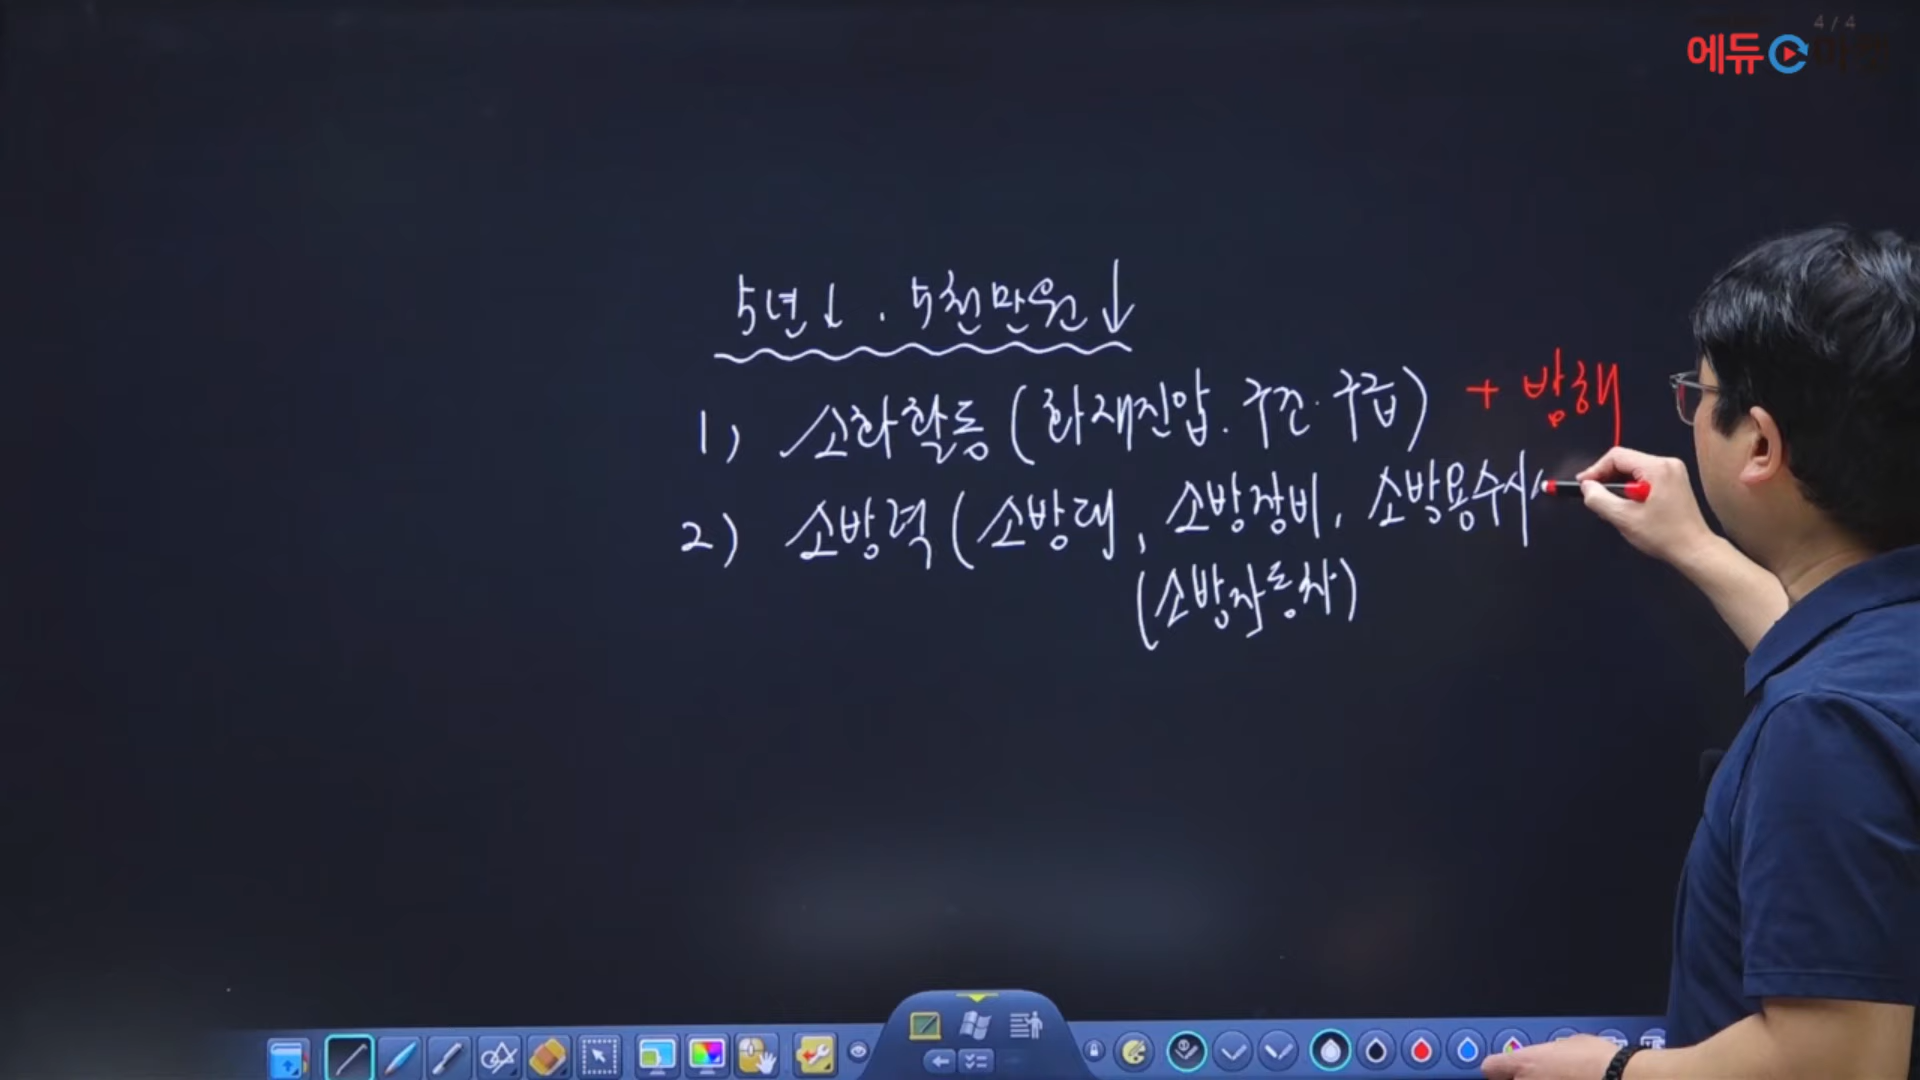 4 / 4
에듀
5년↓ . 5천만원↓
1) 소화활동 (화재진압. 구조. 구급) + 방해
2) 소방력 (소방대, 소방장비, 소방용수시
(소방자동차)